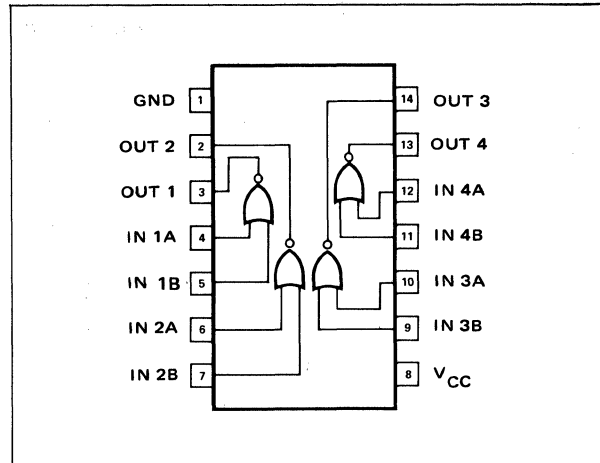 GND 1
OUT 2 2
OUT 1 3
IN 1A 4
IN 1B 5
IN 2A 6
IN 2B 7
14 OUT 3
13 OUT 4
12 IN 4A
11 IN 4B
10 IN 3A
9 IN 3B
8 VCC